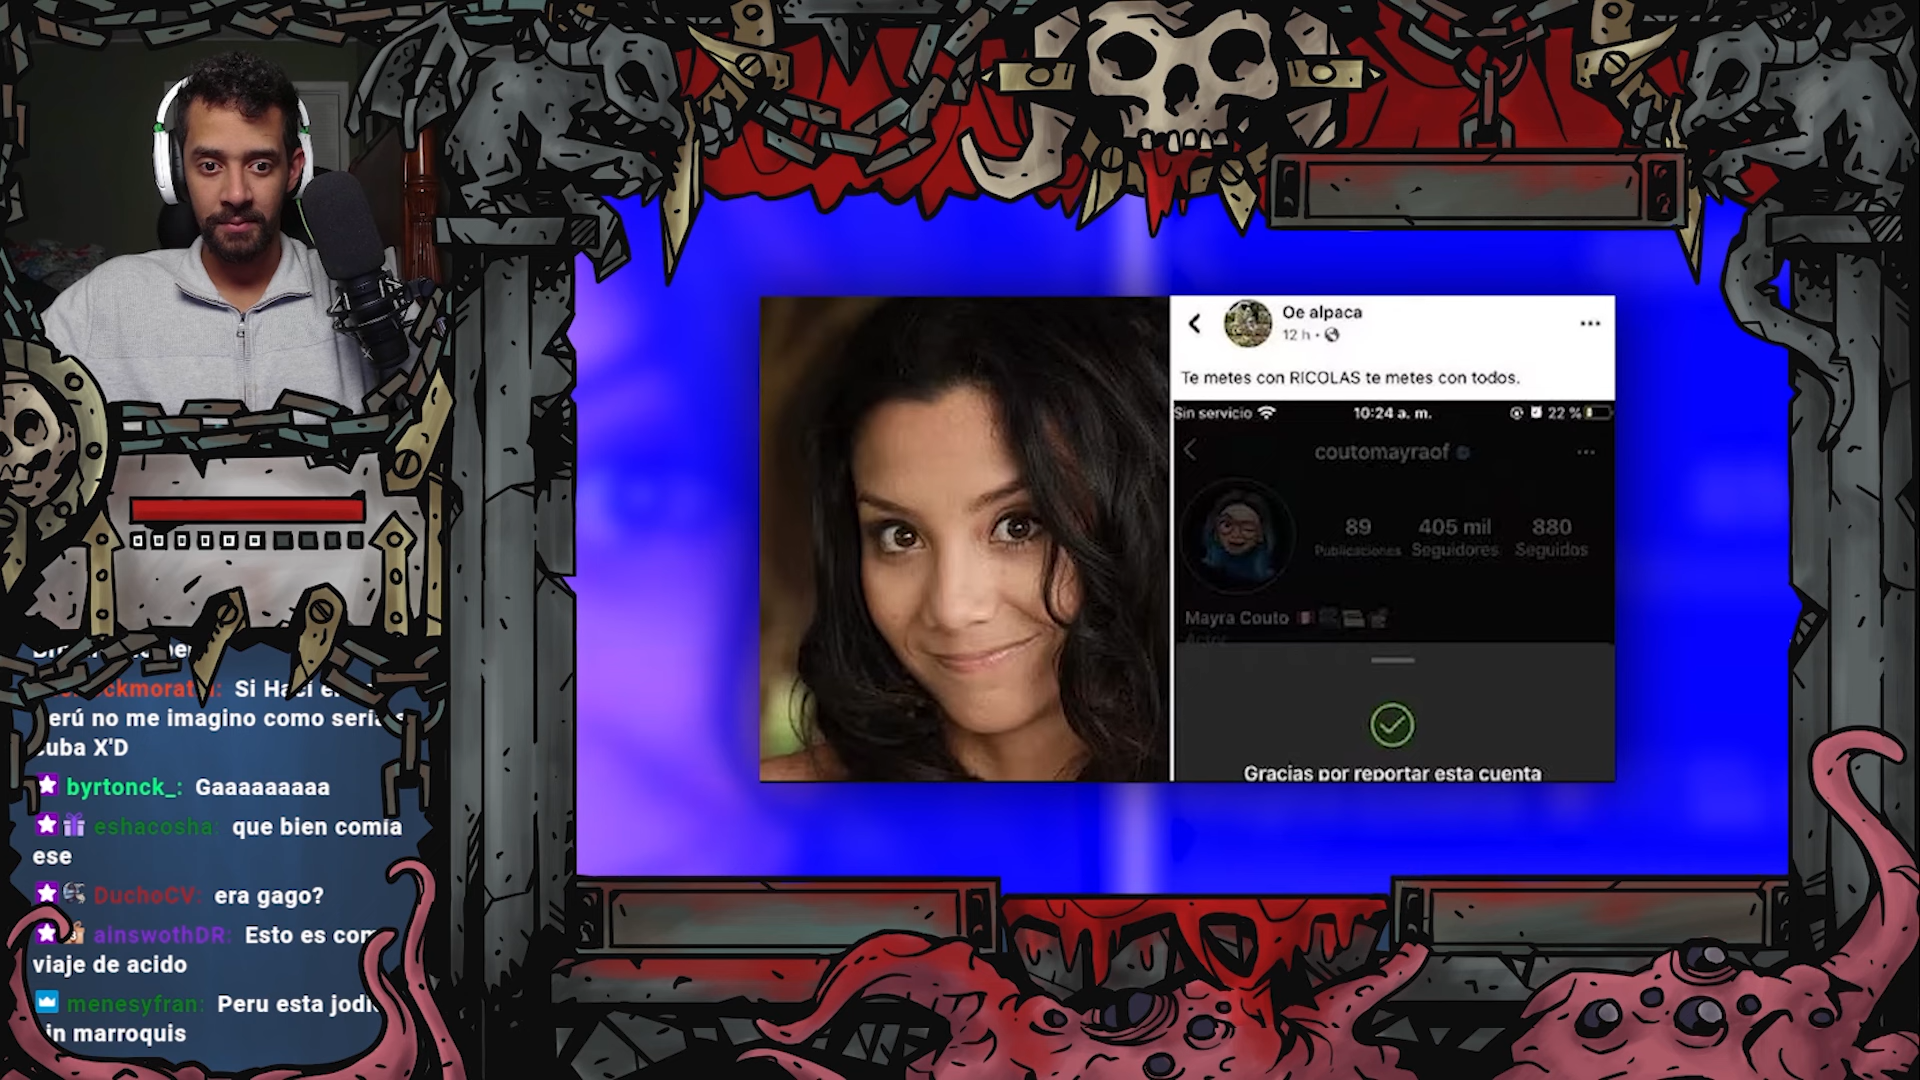 Oe alpaca
12 h
Te metes con RICOLAS te metes con todos.
Sin servicio
10:24 a. m.
22 %
coutomayraof
89
405 mil
880
Publicaciones
Seguidores
Seguidos
Mayra Couto
Actor
Gracias por reportar esta cuenta
Si Haci e
erú no me imagino como seria
uba X'D
byrtonck_: Gaaaaaaaaa
eshacosha: que bien comia
ese
DuchoCV: era gago?
ainswothDR: Esto es com
viaje de acido
menesyfran: Peru esta jodi
in marroquis